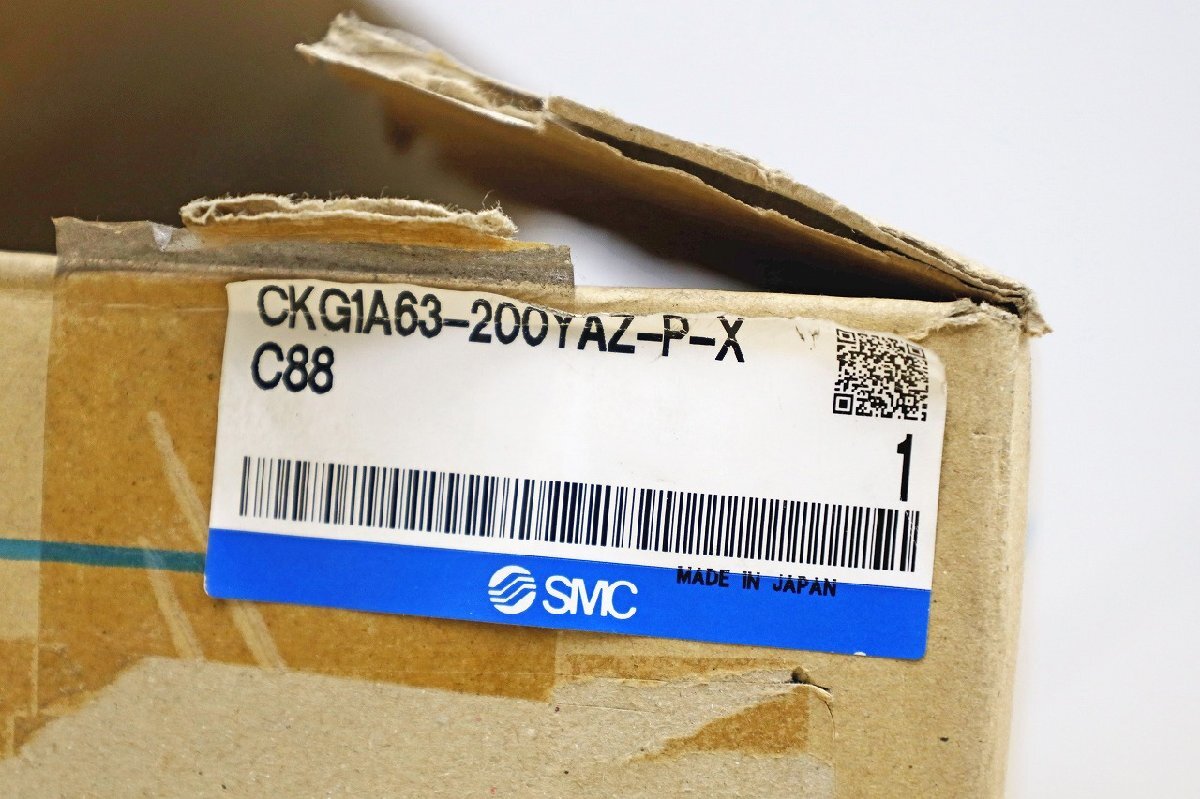 CKG1A63-200YAZ-P-X
C88
1
MADE IN JAPAN
SMC